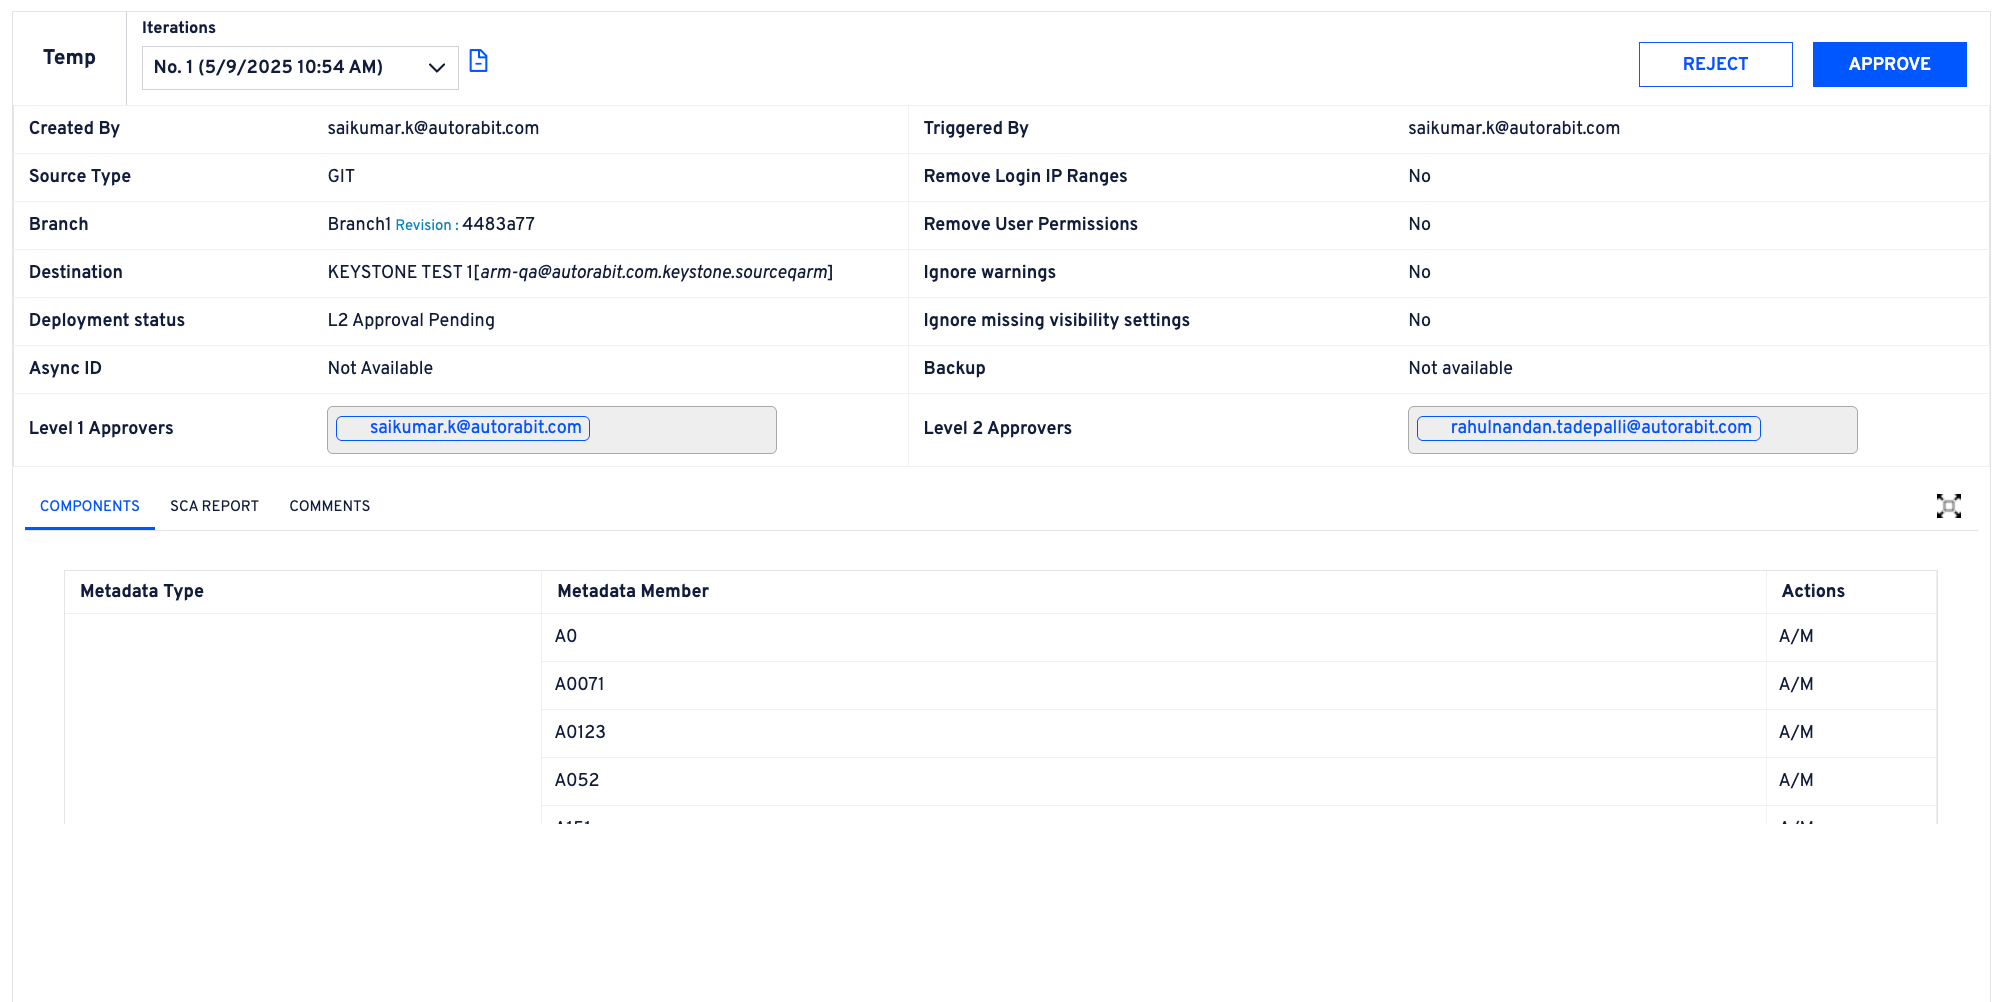 Temp
Iterations
No. 1 (5/9/2025 10:54 AM)
REJECT
APPROVE
Created By saikumar.k@autorabit.com Triggered By saikumar.k@autorabit.com
Source Type GIT Remove Login IP Ranges No
Branch Branch1 Revision : 4483a77 Remove User Permissions No
Destination KEYSTONE TEST 1[arm-qa@autorabit.com.keystone.sourceqarm] Ignore warnings No
Deployment status L2 Approval Pending Ignore missing visibility settings No
Async ID Not Available Backup Not available
Level 1 Approvers saikumar.k@autorabit.com Level 2 Approvers rahulnandan.tadepalli@autorabit.com
COMPONENTS SCA REPORT COMMENTS
Metadata Type Metadata Member Actions
A0 A/M
A0071 A/M
A0123 A/M
A052 A/M